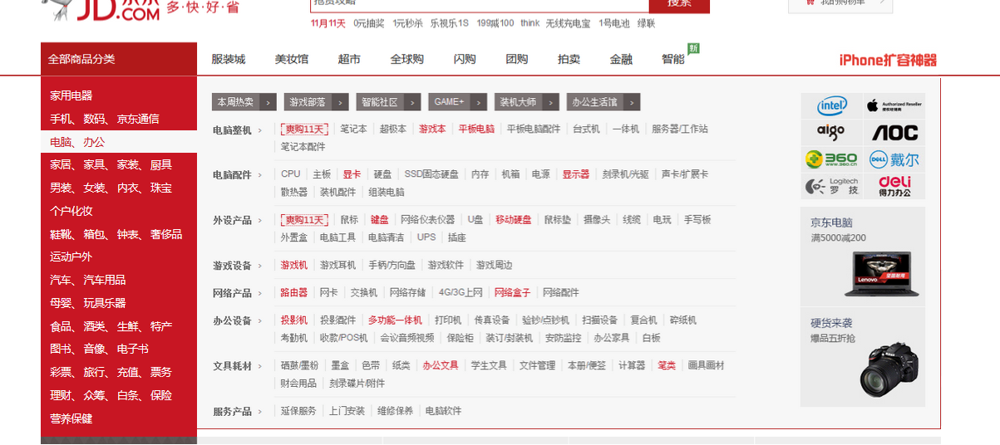 JD.COM 多·快·好·省
搜索
我的购物车
11月11天 0元抽奖 1元秒杀 乐视乐1S 199减100 think 无线充电宝 1号电池 绿联
全部商品分类 服装城 美妆馆 超市 全球购 闪购 团购 拍卖 金融 智能 新 iPhone扩容神器
家用电器
手机、数码、京东通信
电脑、办公
家居、家具、家装、厨具
男装、女装、内衣、珠宝
个户化妆
鞋靴、箱包、钟表、奢侈品
运动户外
汽车、汽车用品
母婴、玩具乐器
食品、酒类、生鲜、特产
图书、音像、电子书
彩票、旅行、充值、票务
理财、众筹、白条、保险
营养保健
本周热卖 > 游戏部落 > 智能社区 > GAME+ > 装机大师 > 办公生活馆 >
电脑整机 > [爽购11天] 笔记本 超极本 游戏本 平板电脑 平板电脑配件 台式机 一体机 服务器/工作站
笔记本配件
电脑配件 > CPU 主板 显卡 硬盘 SSD固态硬盘 内存 机箱 电源 显示器 刻录机/光驱 声卡/扩展卡
散热器 装机配件 组装电脑
外设产品 > [爽购11天] 鼠标 键盘 网络仪表仪器 U盘 移动硬盘 鼠标垫 摄像头 线缆 电玩 手写板
外置盒 电脑工具 电脑清洁 UPS 插座
游戏设备 > 游戏机 游戏耳机 手柄/方向盘 游戏软件 游戏周边
网络产品 > 路由器 网卡 交换机 网络存储 4G/3G上网 网络盒子 网络配件
办公设备 > 投影机 投影配件 多功能一体机 打印机 传真设备 验钞/点钞机 扫描设备 复合机 碎纸机
考勤机 收款/POS机 会议音频视频 保险柜 装订/封装机 安防监控 办公家具 白板
文具耗材 > 硒鼓/墨粉 墨盒 色带 纸类 办公文具 学生文具 文件管理 本册/便签 计算器 笔类 画具画材
财会用品 刻录碟片/附件
服务产品 > 延保服务 上门安装 维修保养 电脑软件
intel Authorized Reseller
aigo AOC
360 www.360.cn DELL 戴尔
Logitech 罗技 deli 得力办公
京东电脑
满5000减200
Lenovo
硬货来袭
爆品五折抢